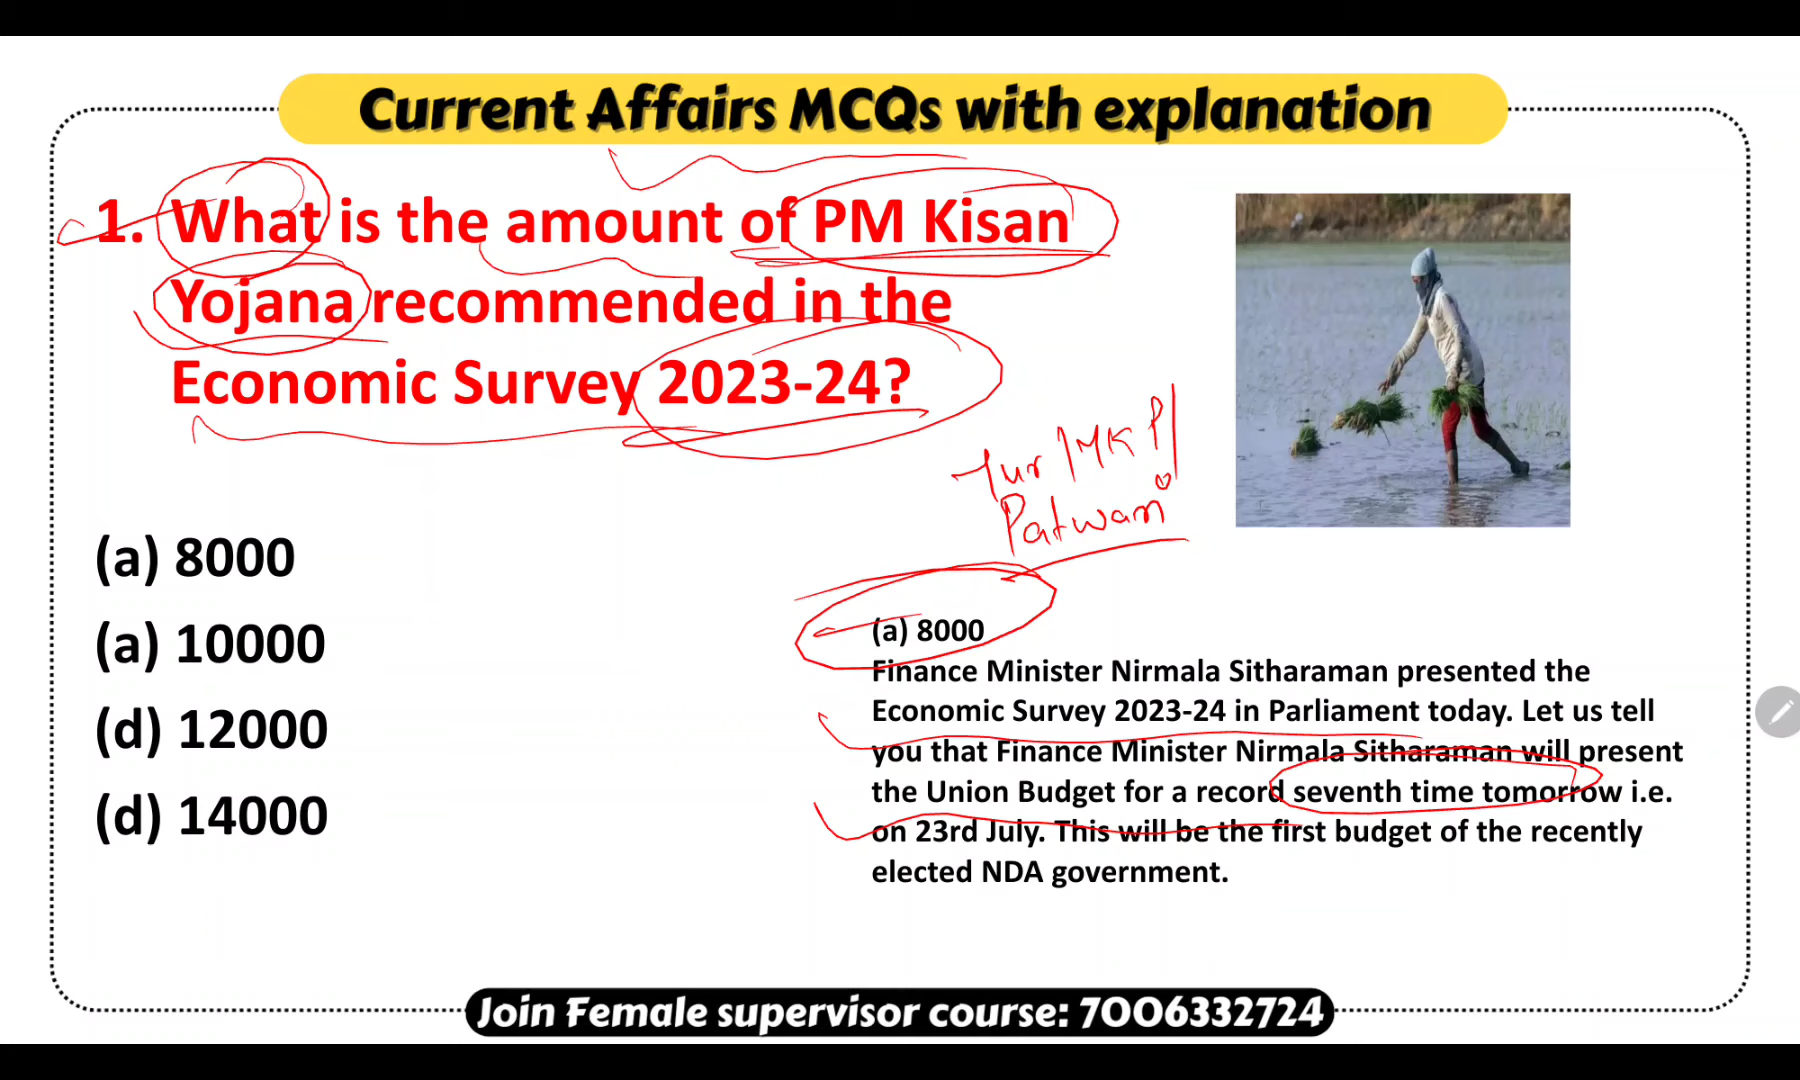 Current Affairs MCQs with explanation
1. What is the amount of PM Kisan
Yojana recommended in the
Economic Survey 2023-24?
(a) 8000
(a) 10000
(d) 12000
(d) 14000
Patwari
(a) 8000
Finance Minister Nirmala Sitharaman presented the
Economic Survey 2023-24 in Parliament today. Let us tell
you that Finance Minister Nirmala Sitharaman will present
the Union Budget for a record seventh time tomorrow i.e.
on 23rd July. This will be the first budget of the recently
elected NDA government.
Join Female supervisor course: 7006332724